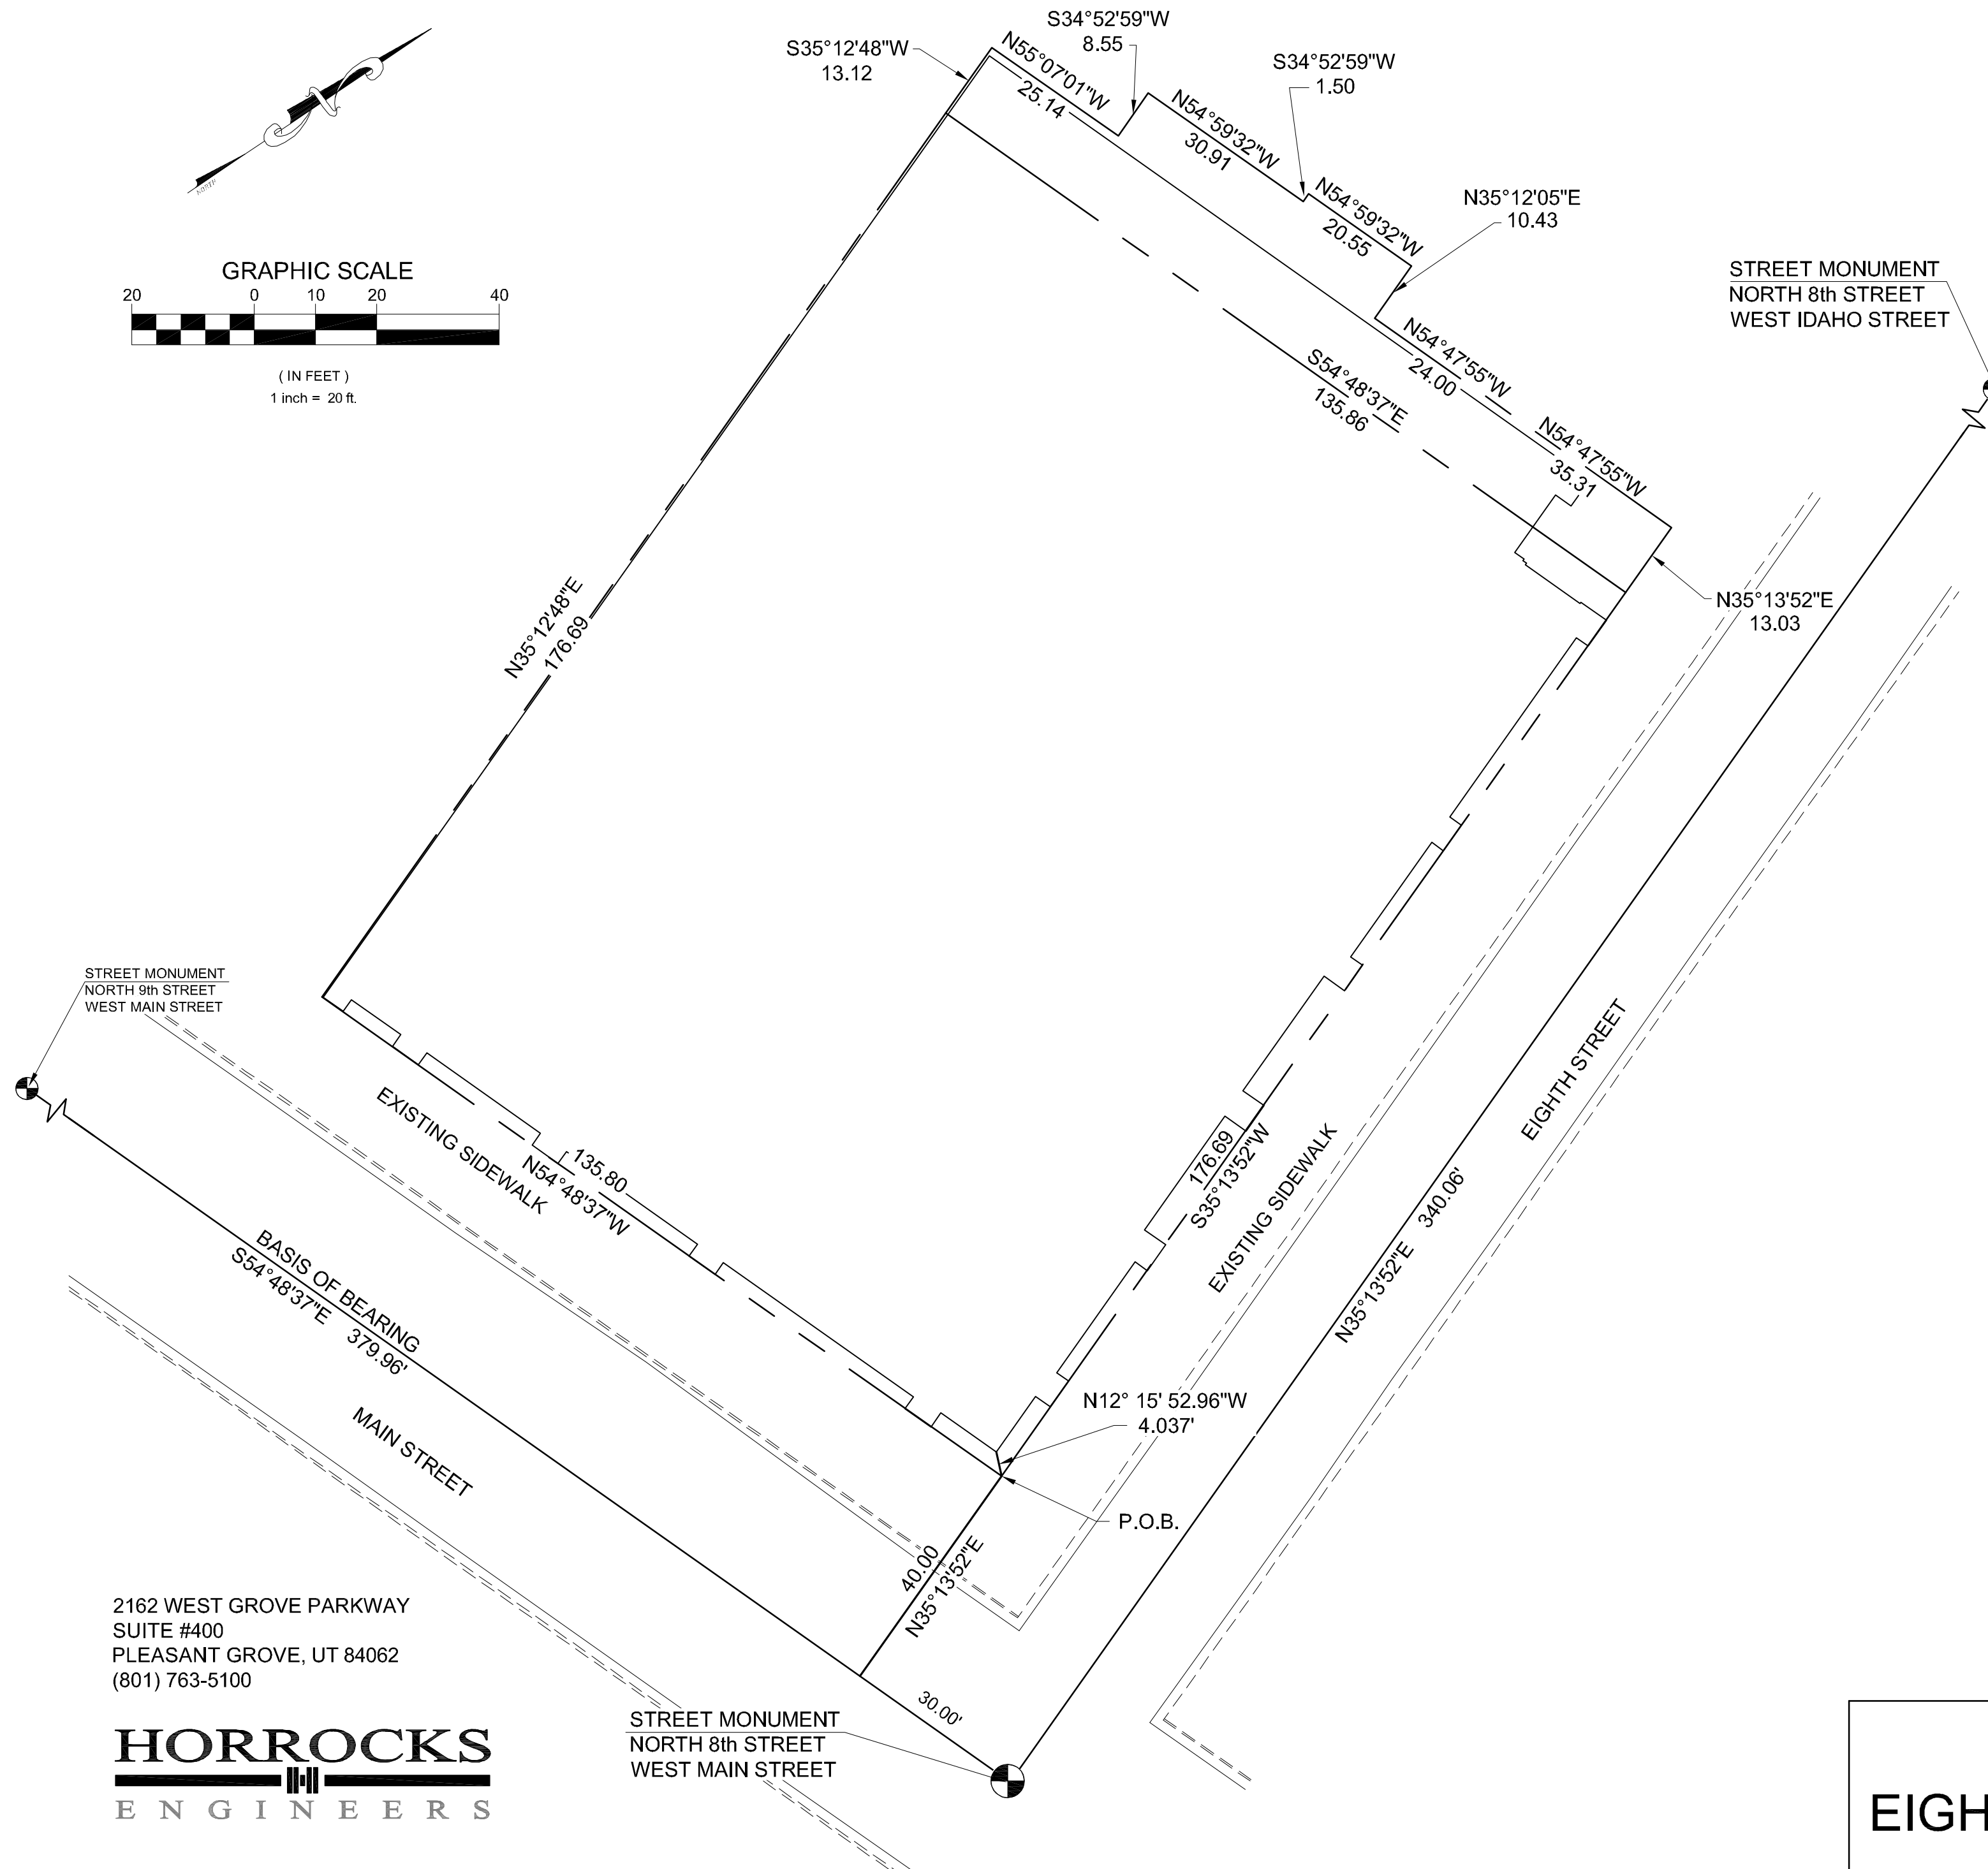 S34°52'59"W
8.55
S35°12'48"W
13.12
N55°07'01"W
25.14
S34°52'59"W
1.50
N54°59'32"W
30.91
N54°59'32"W
20.55
N35°12'05"E
10.43
NORTH
GRAPHIC SCALE
20 0 10 20 40
( IN FEET )
1 inch = 20 ft.
STREET MONUMENT
NORTH 8th STREET
WEST IDAHO STREET
N54°47'55"W
24.00
S54°48'37"E
135.86
N54°47'55"W
35.31
N35°13'52"E
13.03
N35°12'48"E
176.69
STREET MONUMENT
NORTH 9th STREET
WEST MAIN STREET
EXISTING SIDEWALK
135.80
N54°48'37"W
176.69
S35°13'52"W
EXISTING SIDEWALK
EIGHTH STREET
N35°13'52"E 340.06'
BASIS OF BEARING
S54°48'37"E 379.96'
MAIN STREET
N12° 15' 52.96"W
4.037'
P.O.B.
40.00
N35°13'52"E
30.00'
2162 WEST GROVE PARKWAY
SUITE #400
PLEASANT GROVE, UT 84062
(801) 763-5100
HORROCKS
ENGINEERS
STREET MONUMENT
NORTH 8th STREET
WEST MAIN STREET
EIGH